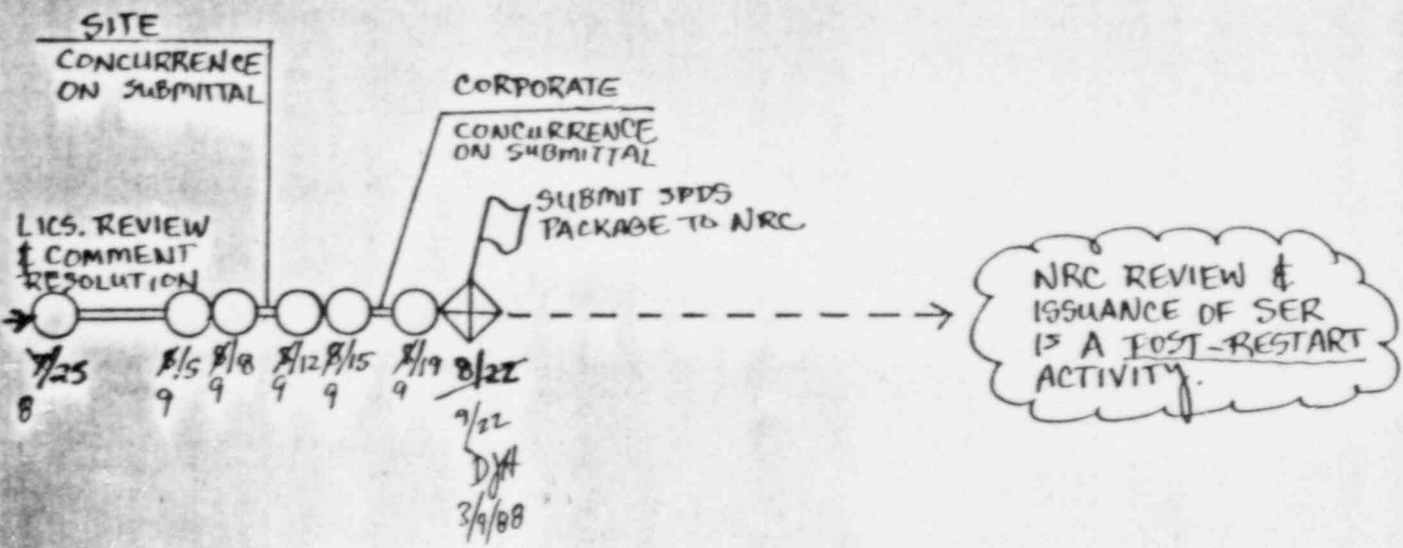 SITE
CONCURRENCE
ON SUBMITTAL
CORPORATE
CONCURRENCE
ON SUBMITTAL
SUBMIT SPDS
PACKAGE TO NRC
LICS. REVIEW
& COMMENT
RESOLUTION
NRC REVIEW &
ISSUANCE OF SER
IS A POST-RESTART
ACTIVITY.
7/25 8/5 8/8 8/12 8/15 8/19 8/22
8 9 9 9 9 9
9/22
DJA
3/9/88